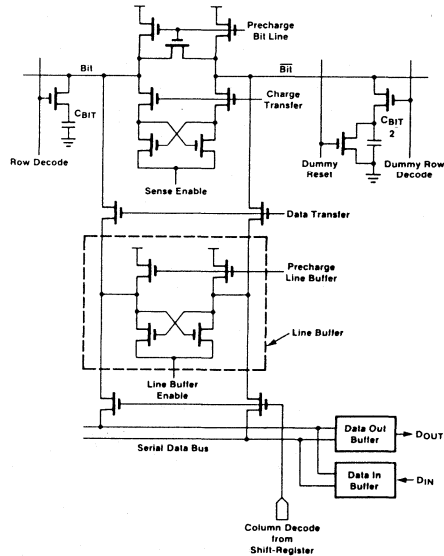 Precharge
Bit Line
Bit
Bit
Charge
Transfer
CBIT
CBIT
2
Row Decode
Dummy
Reset
Dummy Row
Decode
Sense Enable
Data Transfer
Precharge
Line Buffer
Line Buffer
Line Buffer
Enable
Serial Data Bus
Data Out
Buffer
DOUT
Data In
Buffer
DIN
Column Decode
from
Shift-Register